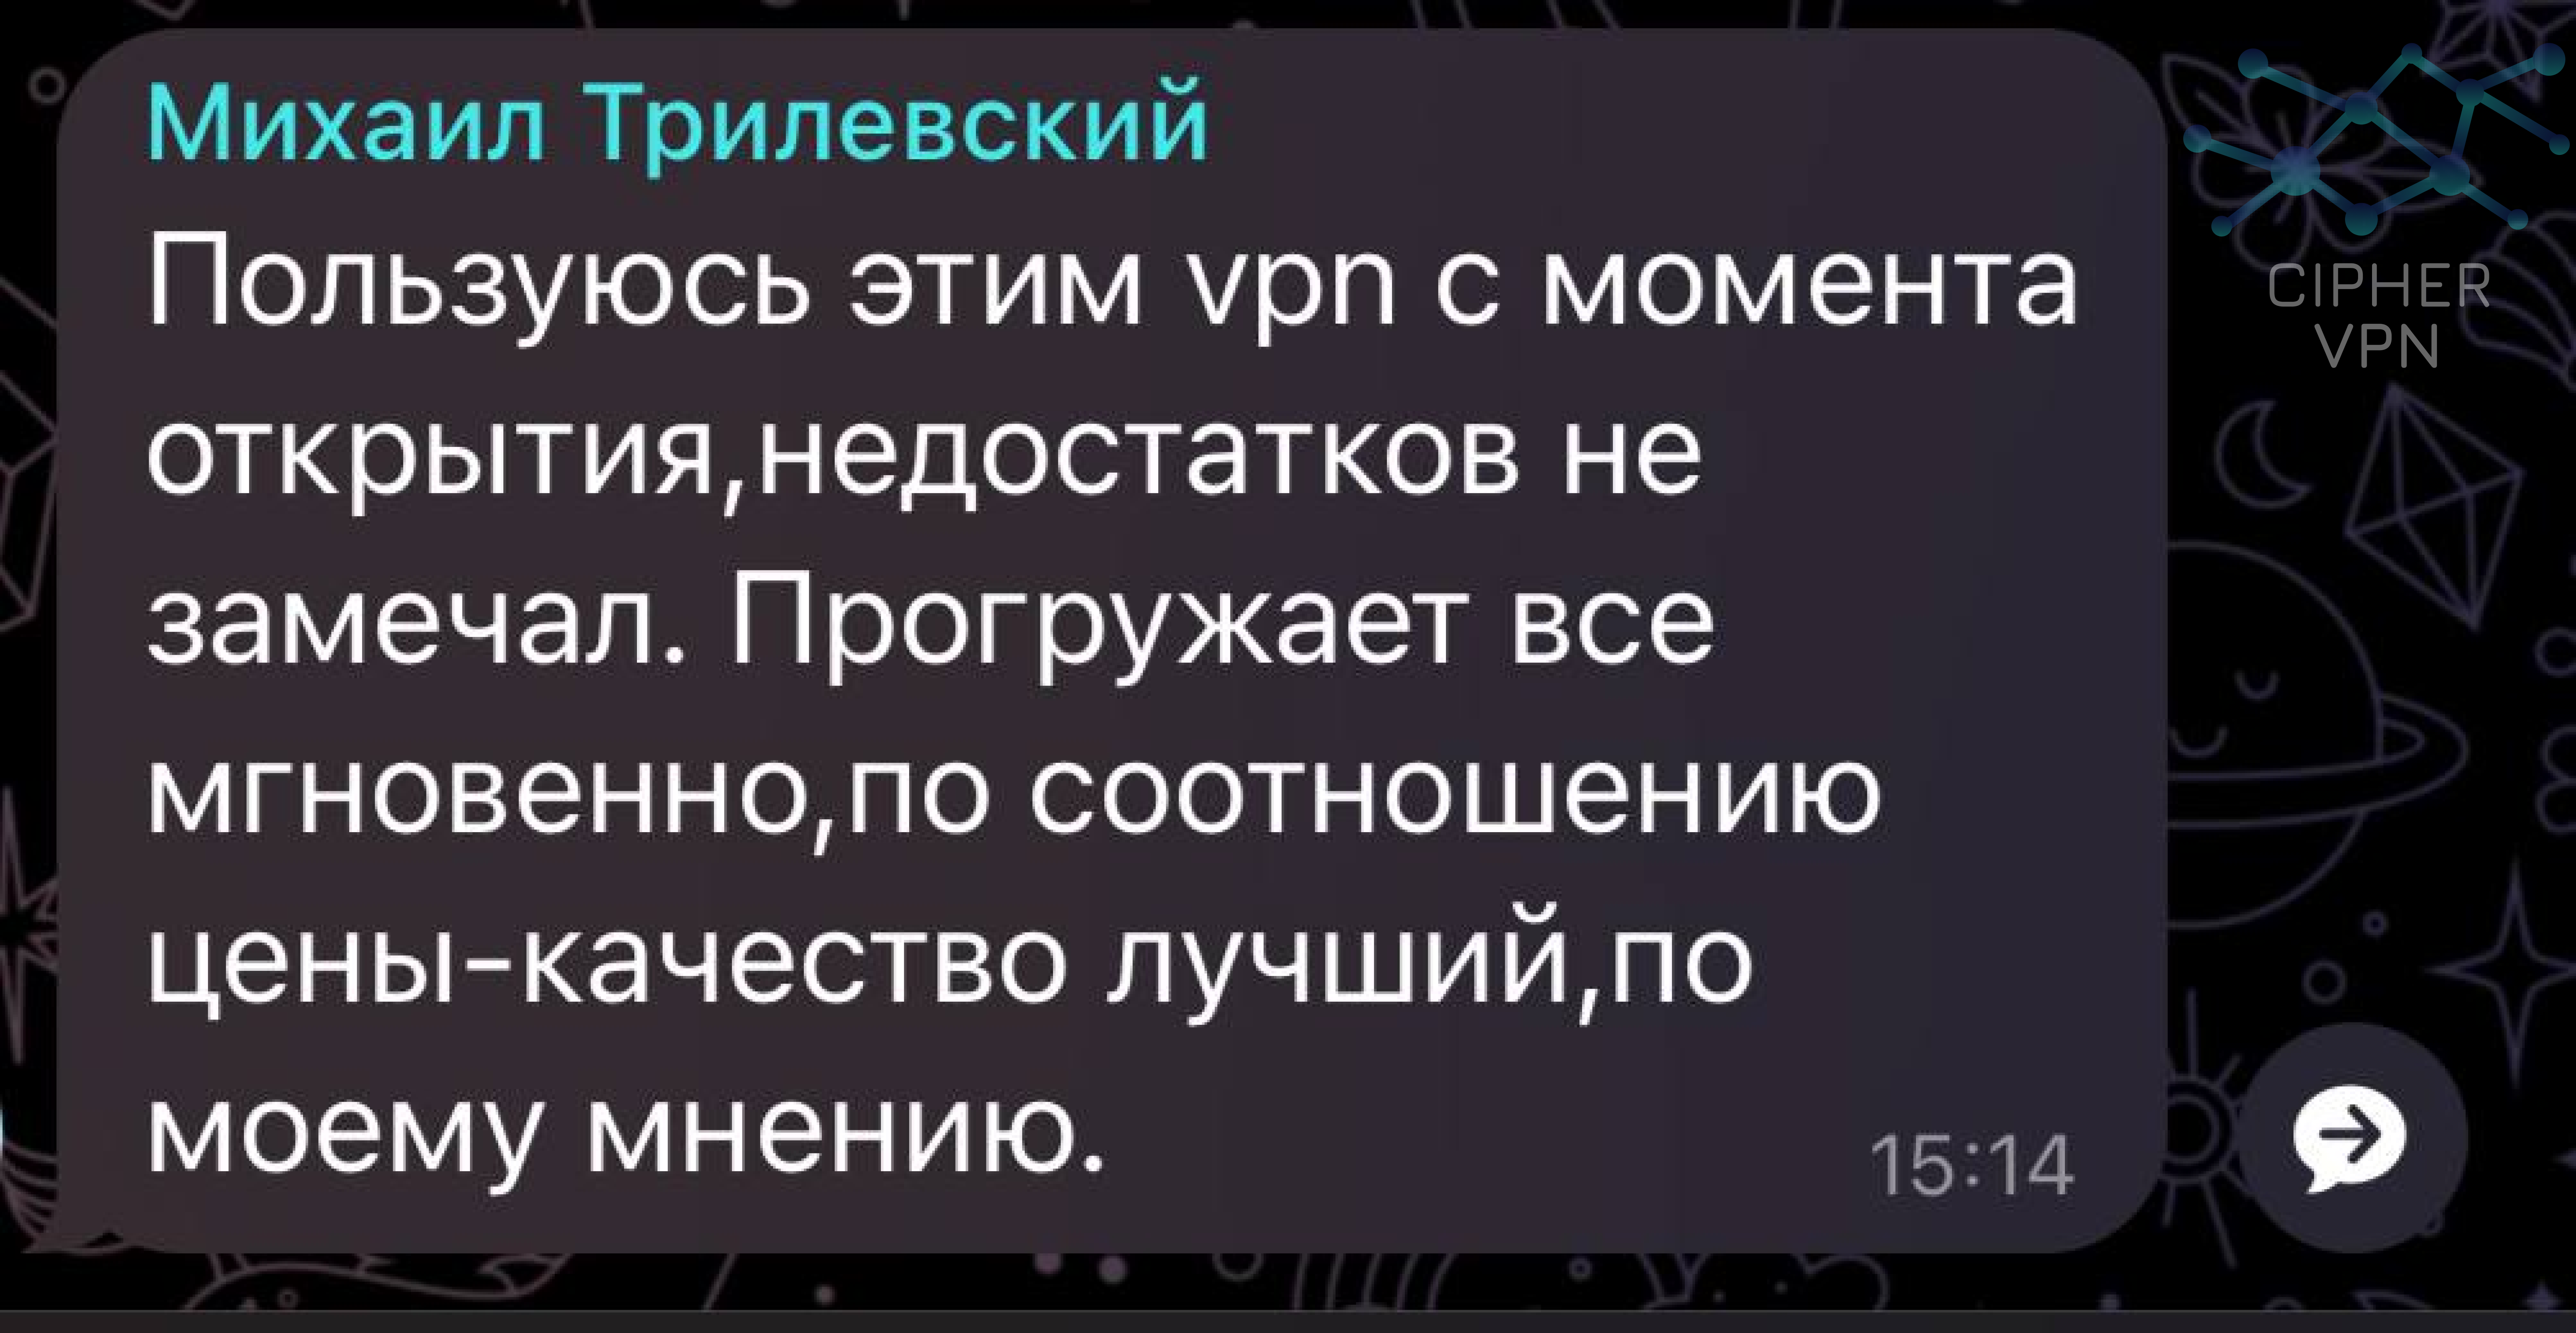 Михаил Трилевский
Пользуюсь этим vpn с момента
открытия,недостатков не
замечал. Прогружает все
мгновенно,по соотношению
цены-качество лучший,по
моему мнению.
15:14
CIPHER
VPN